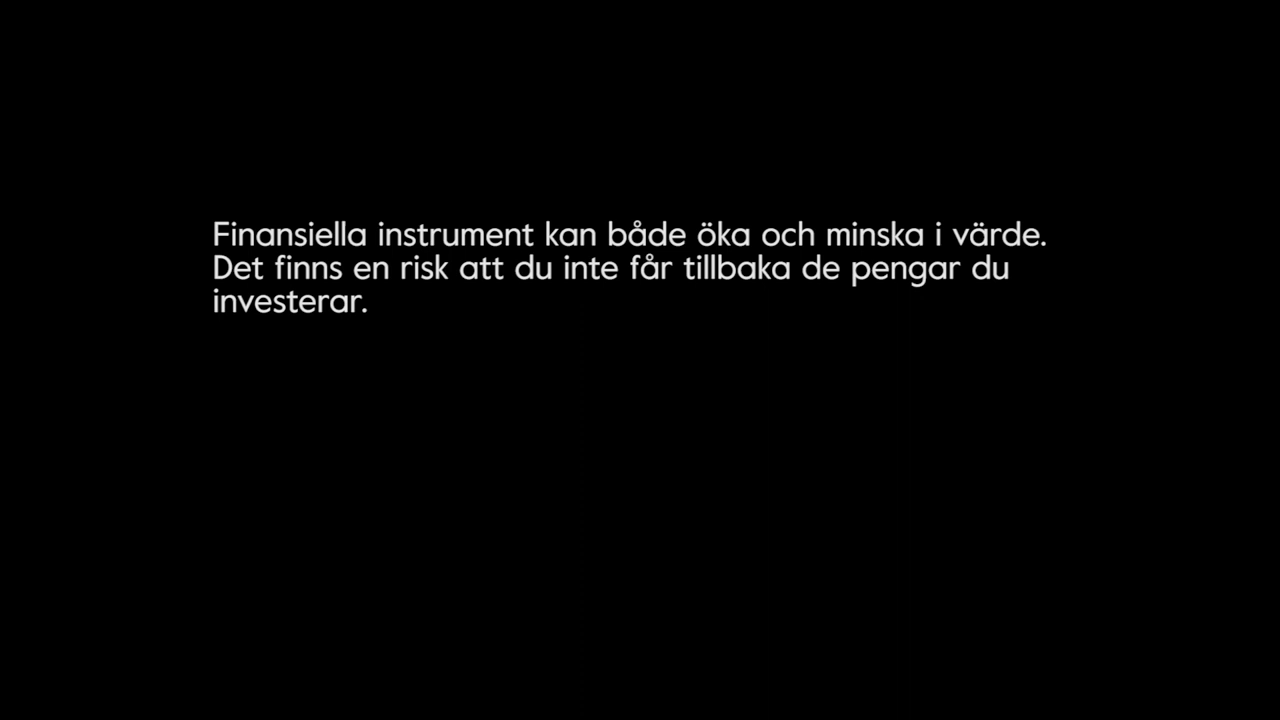 Finansiella instrument kan både öka och minska i värde.
Det finns en risk att du inte får tillbaka de pengar du
investerar.